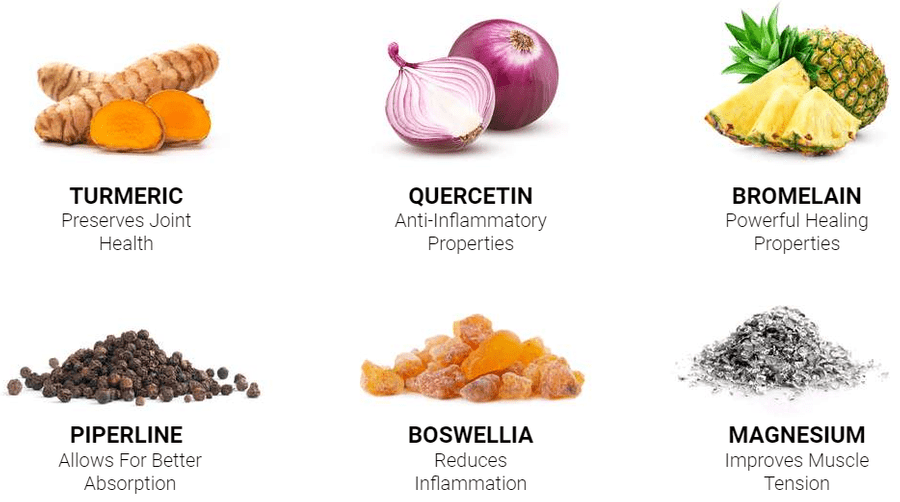 TURMERIC
Preserves Joint
Health
QUERCETIN
Anti-Inflammatory
Properties
BROMELAIN
Powerful Healing
Properties
PIPERLINE
Allows For Better
Absorption
BOSWELLIA
Reduces
Inflammation
MAGNESIUM
Improves Muscle
Tension